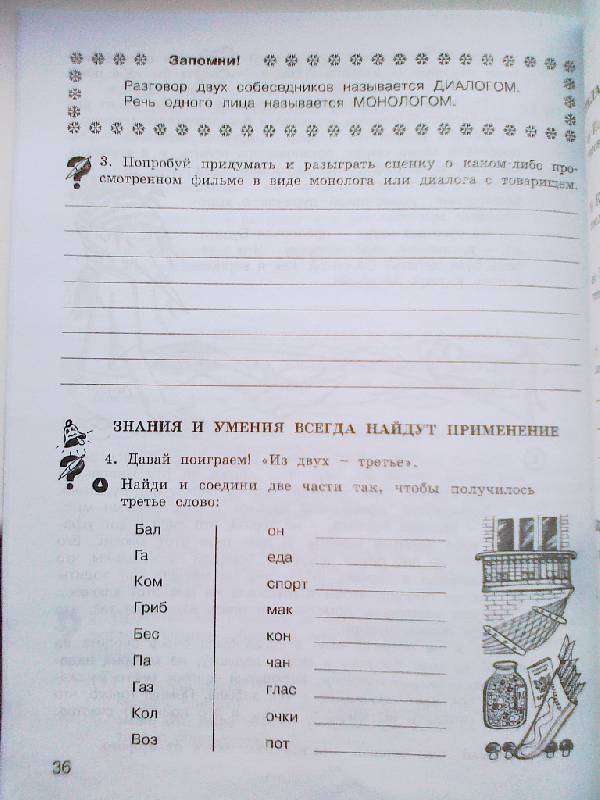 Запомни!
Разговор двух собеседников называется ДИАЛОГОМ.
Речь одного лица называется МОНОЛОГОМ.
3. Попробуй придумать и разыграть сценку о каком-либо про-
смотренном фильме в виде монолога или диалога с товарищем.
ЗНАНИЯ И УМЕНИЯ ВСЕГДА НАЙДУТ ПРИМЕНЕНИЕ
4. Давай поиграем! «Из двух – третье».
Найди и соедини две части так, чтобы получилось
третье слово:
Бал он
Га еда
Ком спорт
Гриб мак
Бес кон
Па чан
Газ глас
Кол очки
Воз пот
36